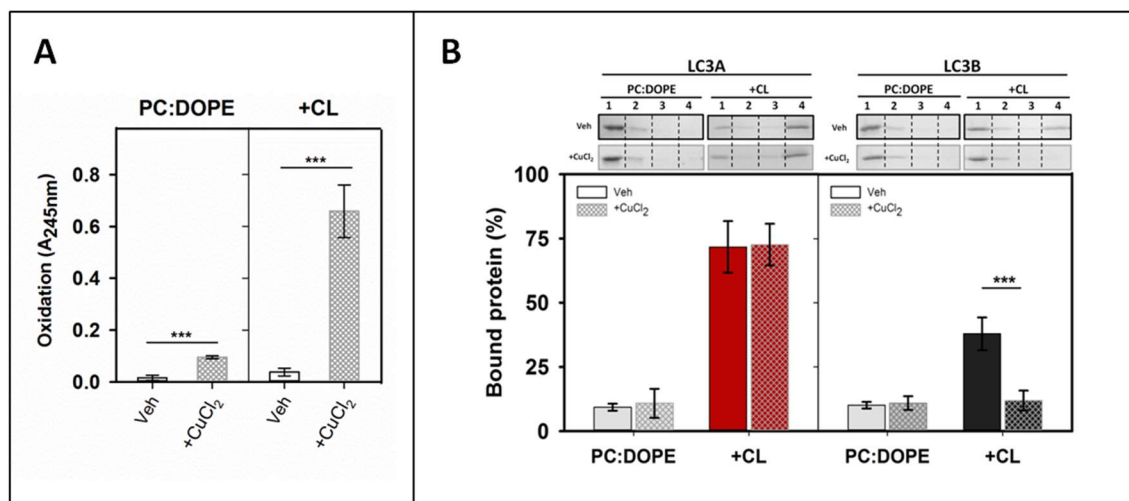 A
PC:DOPE +CL
Oxidation (A245nm)
0.8
0.6
0.4
0.2
0.0
***
***
Veh
+CuCl2
Veh
+CuCl2
B
LC3A LC3B
PC:DOPE +CL PC:DOPE +CL
1 2 3 4 1 2 3 4 1 2 3 4 1 2 3 4
Veh Veh
+CuCl2 +CuCl2
Bound protein (%)
100
75
50
25
0
Veh
+CuCl2
Veh
+CuCl2
***
PC:DOPE +CL PC:DOPE +CL